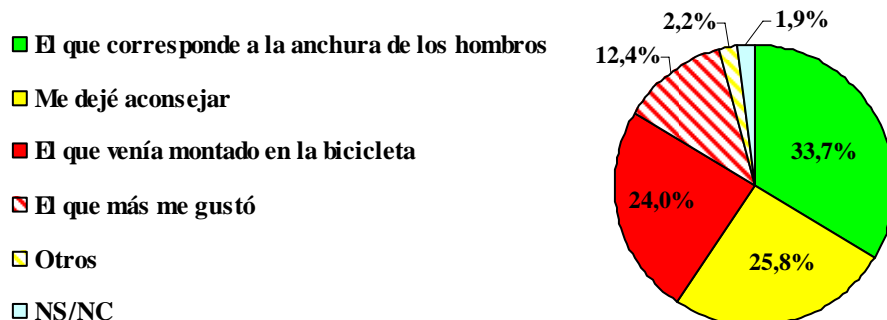 El que corresponde a la anchura de los hombros
Me dejé aconsejar
El que venía montado en la bicicleta
El que más me gustó
Otros
NS/NC
2,2%
1,9%
12,4%
33,7%
24,0%
25,8%